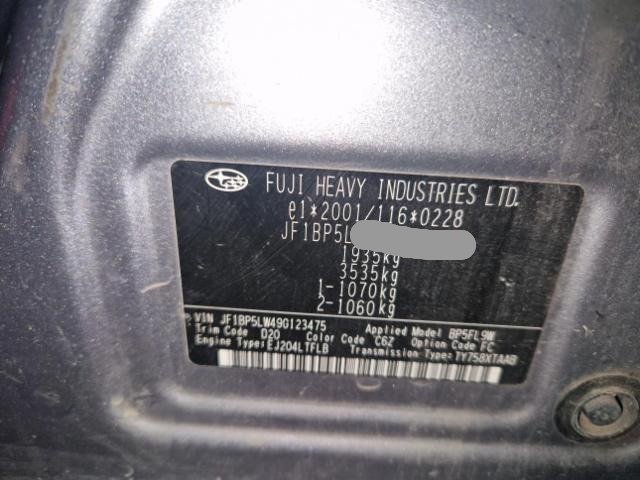 FUJI HEAVY INDUSTRIES LTD.
e1*2001/116*0228
JF1BP5L
1935kg
3535kg
1-1070kg
2-1060kg
VIN JF1BP5LW49G123475 Applied Model BP5FL9W
Trim Code D20 Color Code C6Z Option Code FC
Engine Type:EJ204LTFLB Transmission Type:TY758XTAAB